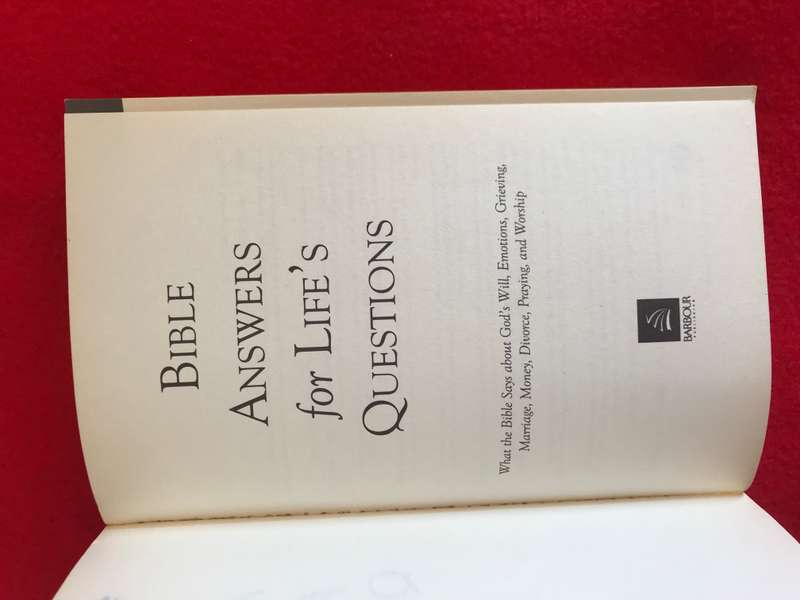 BIBLE
ANSWERS
for LIFE'S
QUESTIONS
What the Bible Says about God's Will, Emotions, Grieving,
Marriage, Money, Divorce, Praying, and Worship
BARBOUR
PUBLISHING